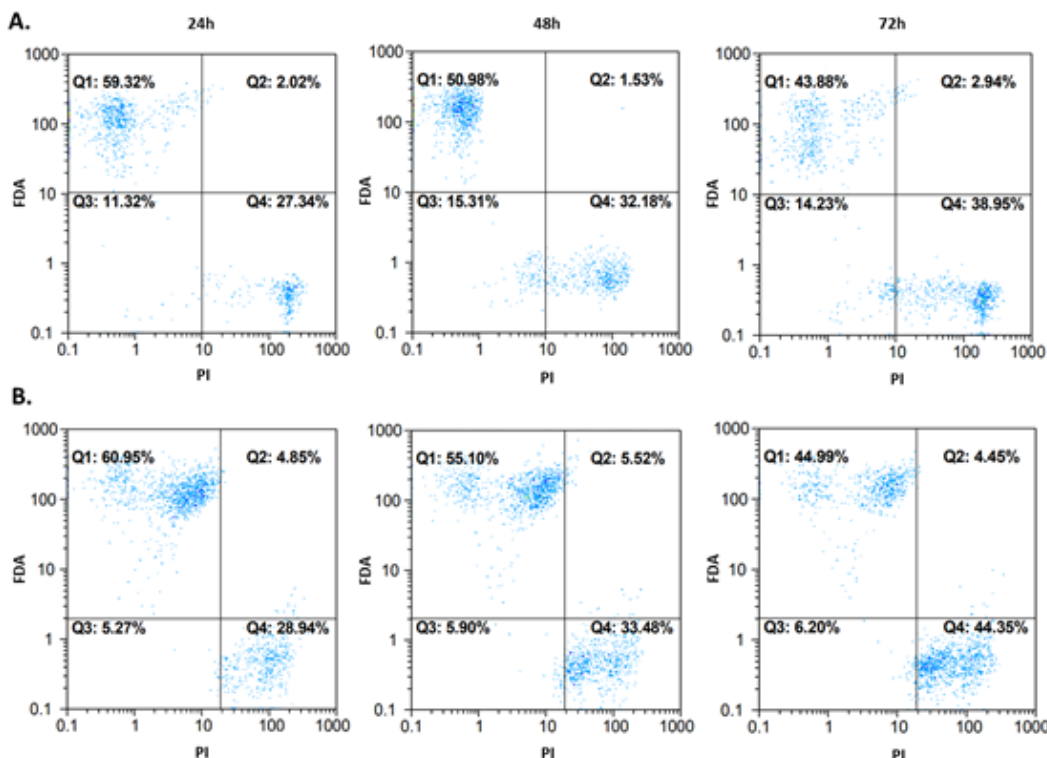 A.
24h
48h
72h
1000
100
10
1
0.1
FDA
Q1: 59.32%
Q2: 2.02%
Q3: 11.32%
Q4: 27.34%
0.1
1
10
100
1000
PI
1000
100
10
1
0.1
FDA
Q1: 50.98%
Q2: 1.53%
Q3: 15.31%
Q4: 32.18%
0.1
1
10
100
1000
PI
1000
100
10
1
0.1
FDA
Q1: 43.88%
Q2: 2.94%
Q3: 14.23%
Q4: 38.95%
0.1
1
10
100
1000
PI
B.
1000
100
10
1
0.1
FDA
Q1: 60.95%
Q2: 4.85%
Q3: 5.27%
Q4: 28.94%
0.1
1
10
100
1000
PI
1000
100
10
1
0.1
FDA
Q1: 55.10%
Q2: 5.52%
Q3: 5.90%
Q4: 33.48%
0.1
1
10
100
1000
PI
1000
100
10
1
0.1
FDA
Q1: 44.99%
Q2: 4.45%
Q3: 6.20%
Q4: 44.35%
0.1
1
10
100
1000
PI